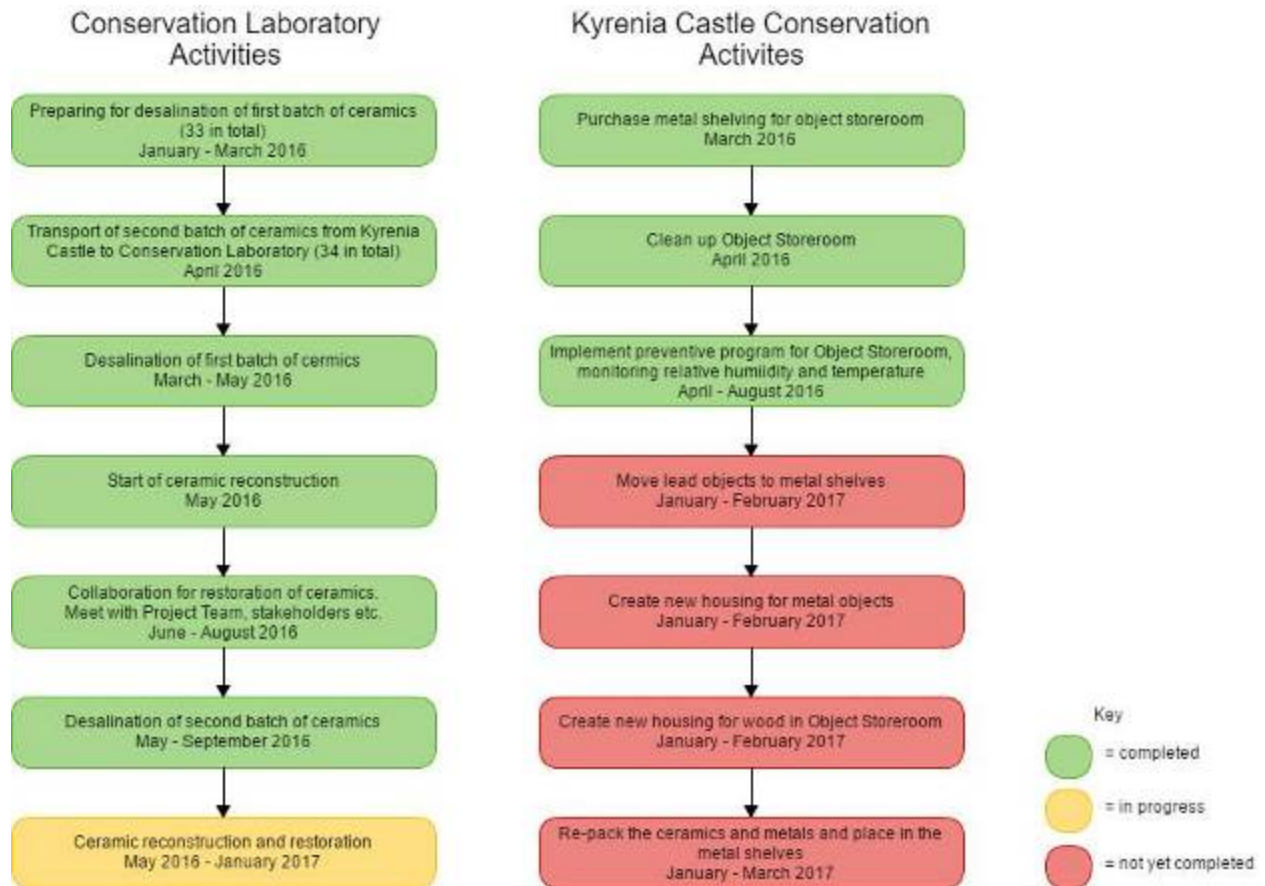 Conservation Laboratory
Activities
Preparing for desalination of first batch of ceramics
(33 in total)
January - March 2016
Transport of second batch of ceramics from Kyrenia
Castle to Conservation Laboratory (34 in total)
April 2016
Desalination of first batch of cermics
March - May 2016
Start of ceramic reconstruction
May 2016
Collaboration for restoration of ceramics.
Meet with Project Team, stakeholders etc.
June - August 2016
Desalination of second batch of ceramics
May - September 2016
Ceramic reconstruction and restoration
May 2016 - January 2017
Kyrenia Castle Conservation
Activites
Purchase metal shelving for object storeroom
March 2016
Clean up Object Storeroom
April 2016
Implement preventive program for Object Storeroom,
monitoring relative humiidity and temperature
April - August 2016
Move lead objects to metal shelves
January - February 2017
Create new housing for metal objects
January - February 2017
Create new housing for wood in Object Storeroom
January - February 2017
Re-pack the ceramics and metals and place in the
metal shelves
January - March 2017
Key
= completed
= in progress
= not yet completed